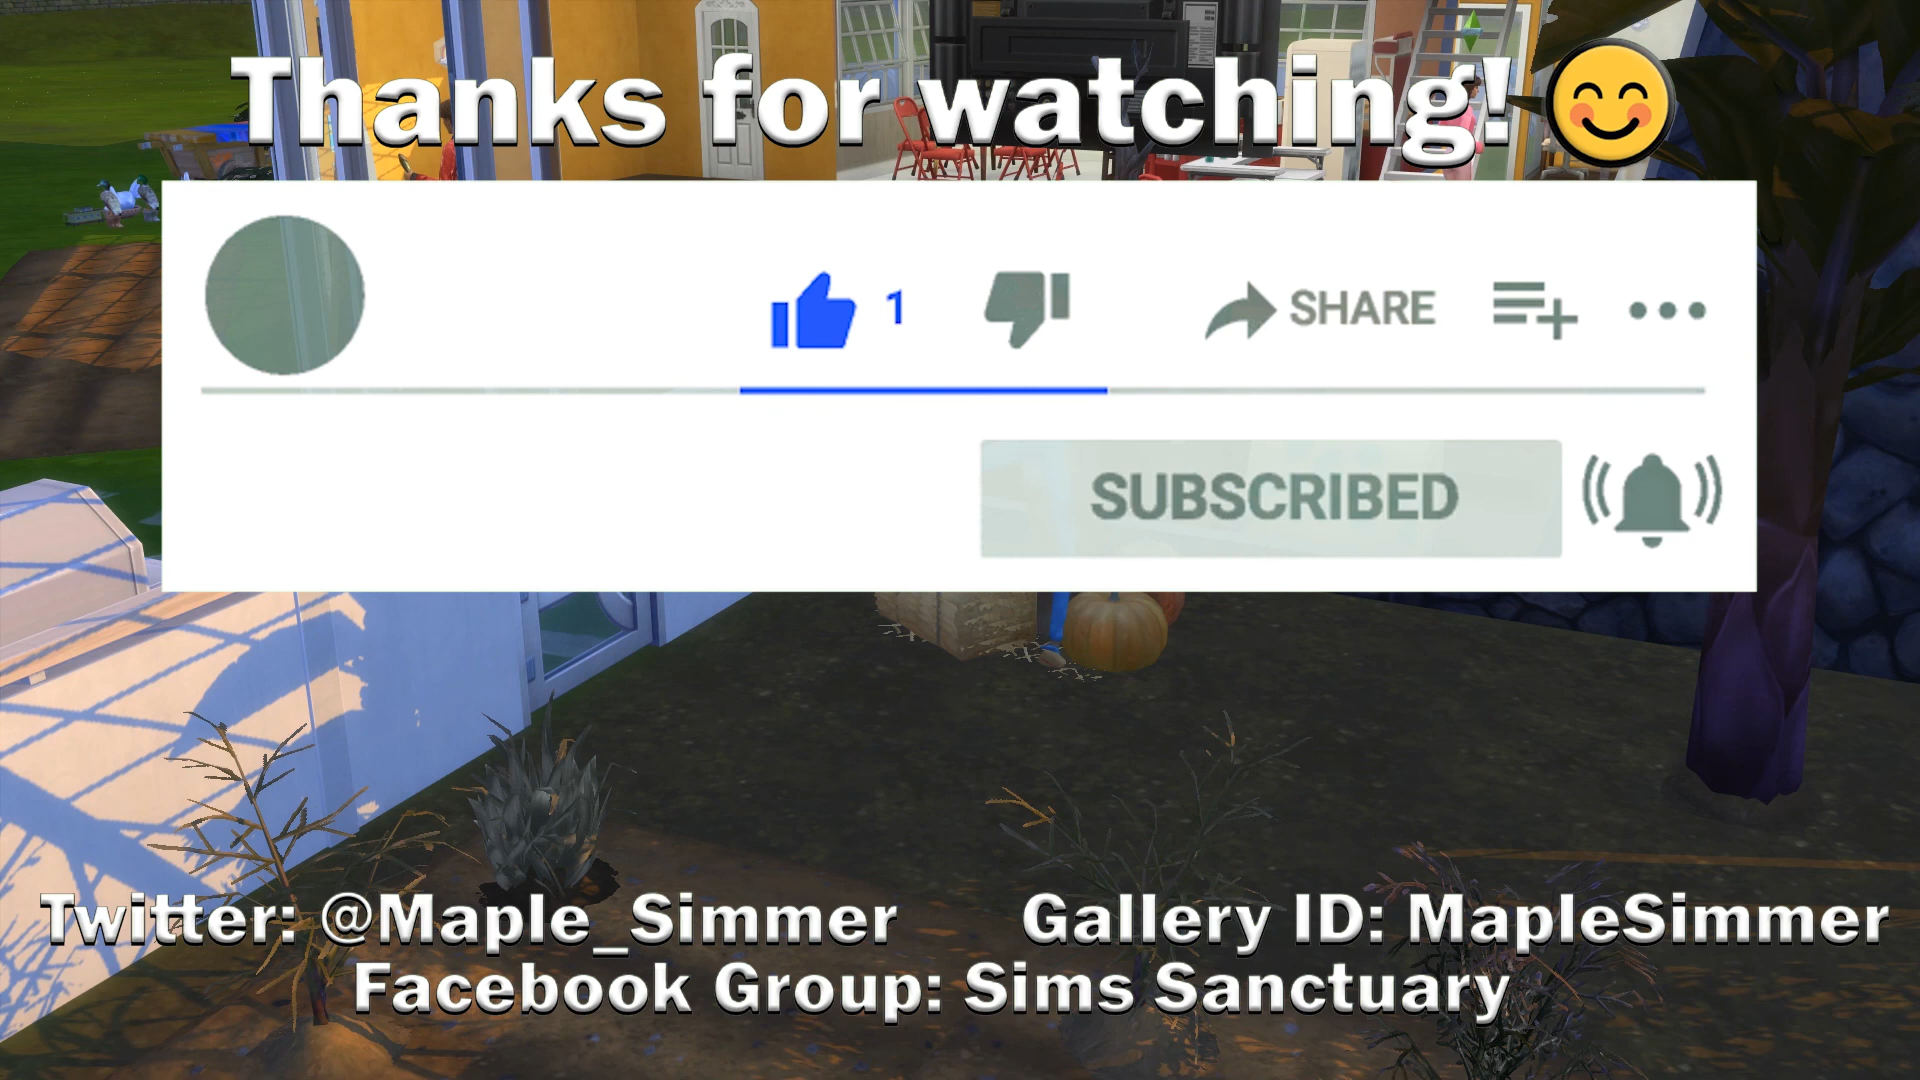 Thanks for watching! 😊
1 SHARE
SUBSCRIBED
Twitter: @Maple_Simmer Gallery ID: MapleSimmer
Facebook Group: Sims Sanctuary